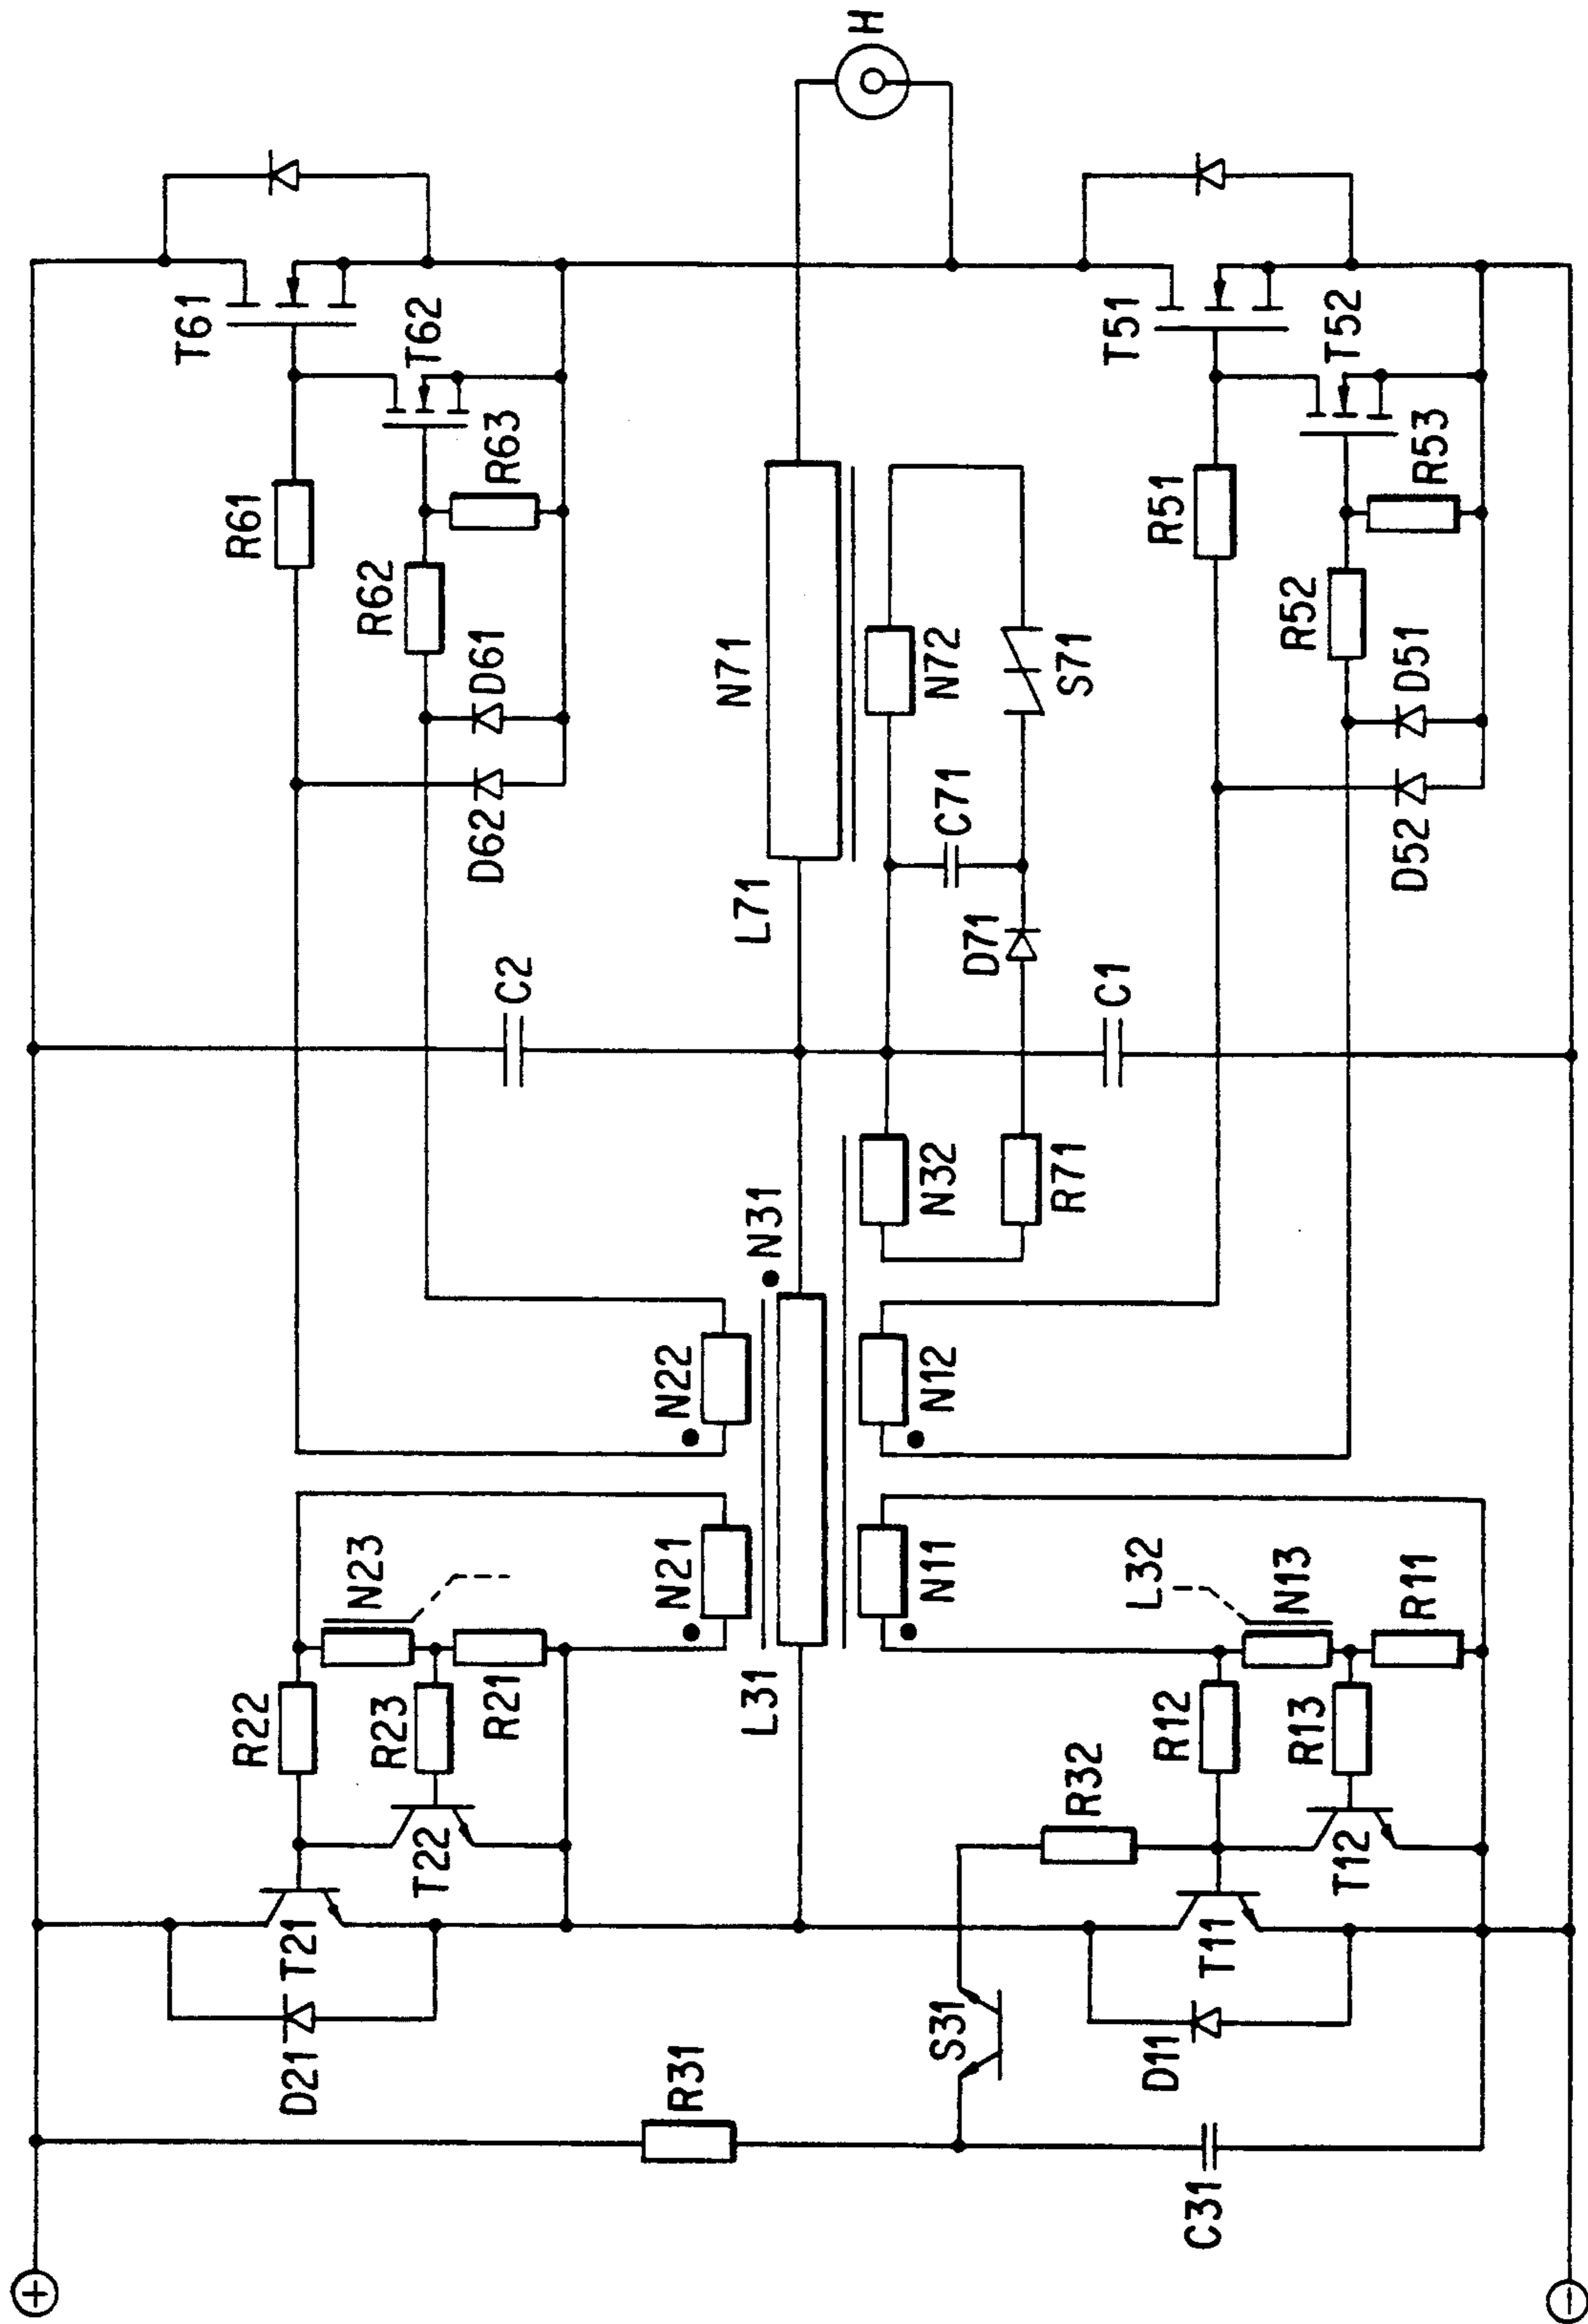 H
T61
T62
R61
R62
R63
D61
D62
T51
T52
R51
R52
R53
D51
D52
N71
L71
N72
S71
C71
D71
C2
C1
N31
N32
R71
N22
N12
N23
N21
L31
N11
L32
N13
R11
R22
R23
R21
R12
R13
R32
T21
T22
T11
T12
D21
D11
S31
R31
C31
+
−